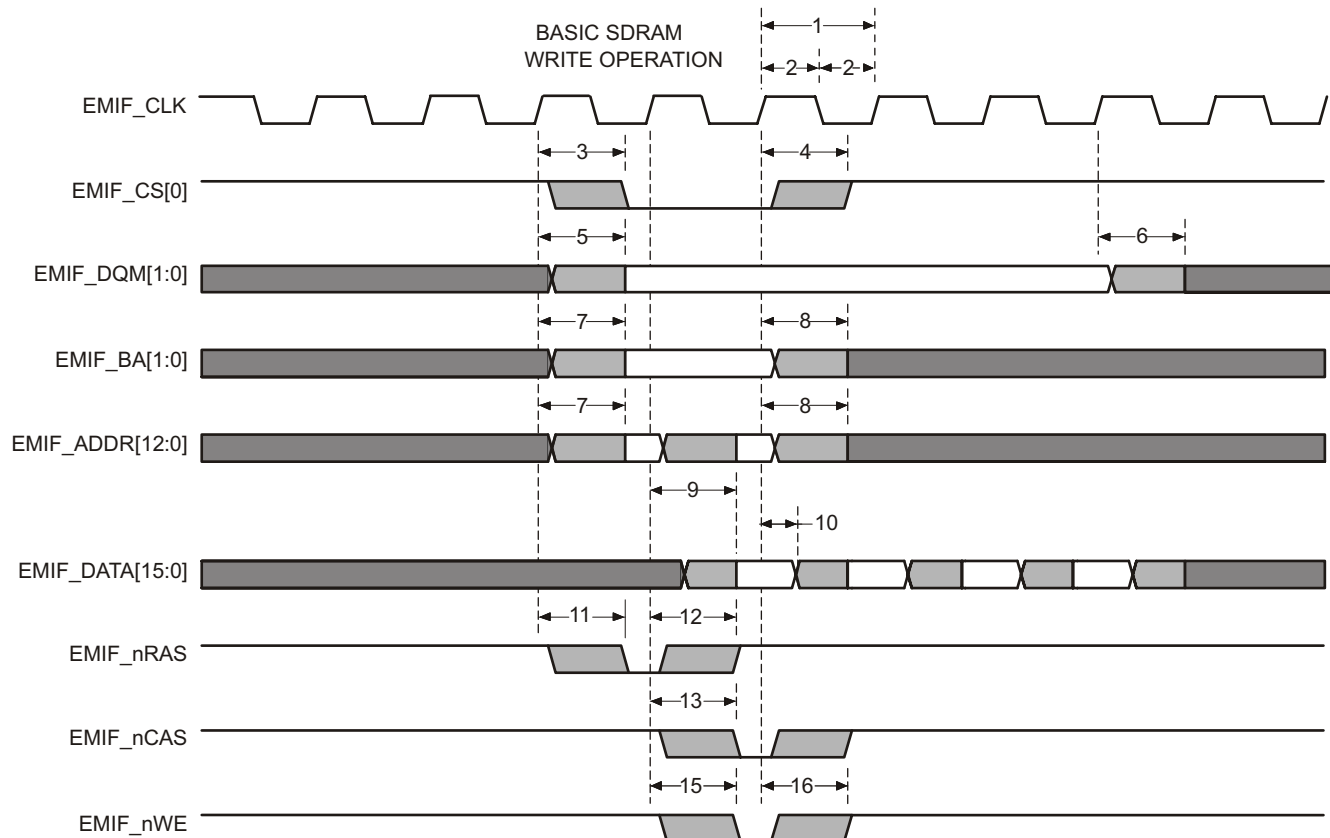 BASIC SDRAM
WRITE OPERATION
1
2
2
EMIF_CLK
3
4
EMIF_CS[0]
5
6
EMIF_DQM[1:0]
7
8
EMIF_BA[1:0]
7
8
EMIF_ADDR[12:0]
9
10
EMIF_DATA[15:0]
11
12
EMIF_nRAS
13
EMIF_nCAS
15
16
EMIF_nWE